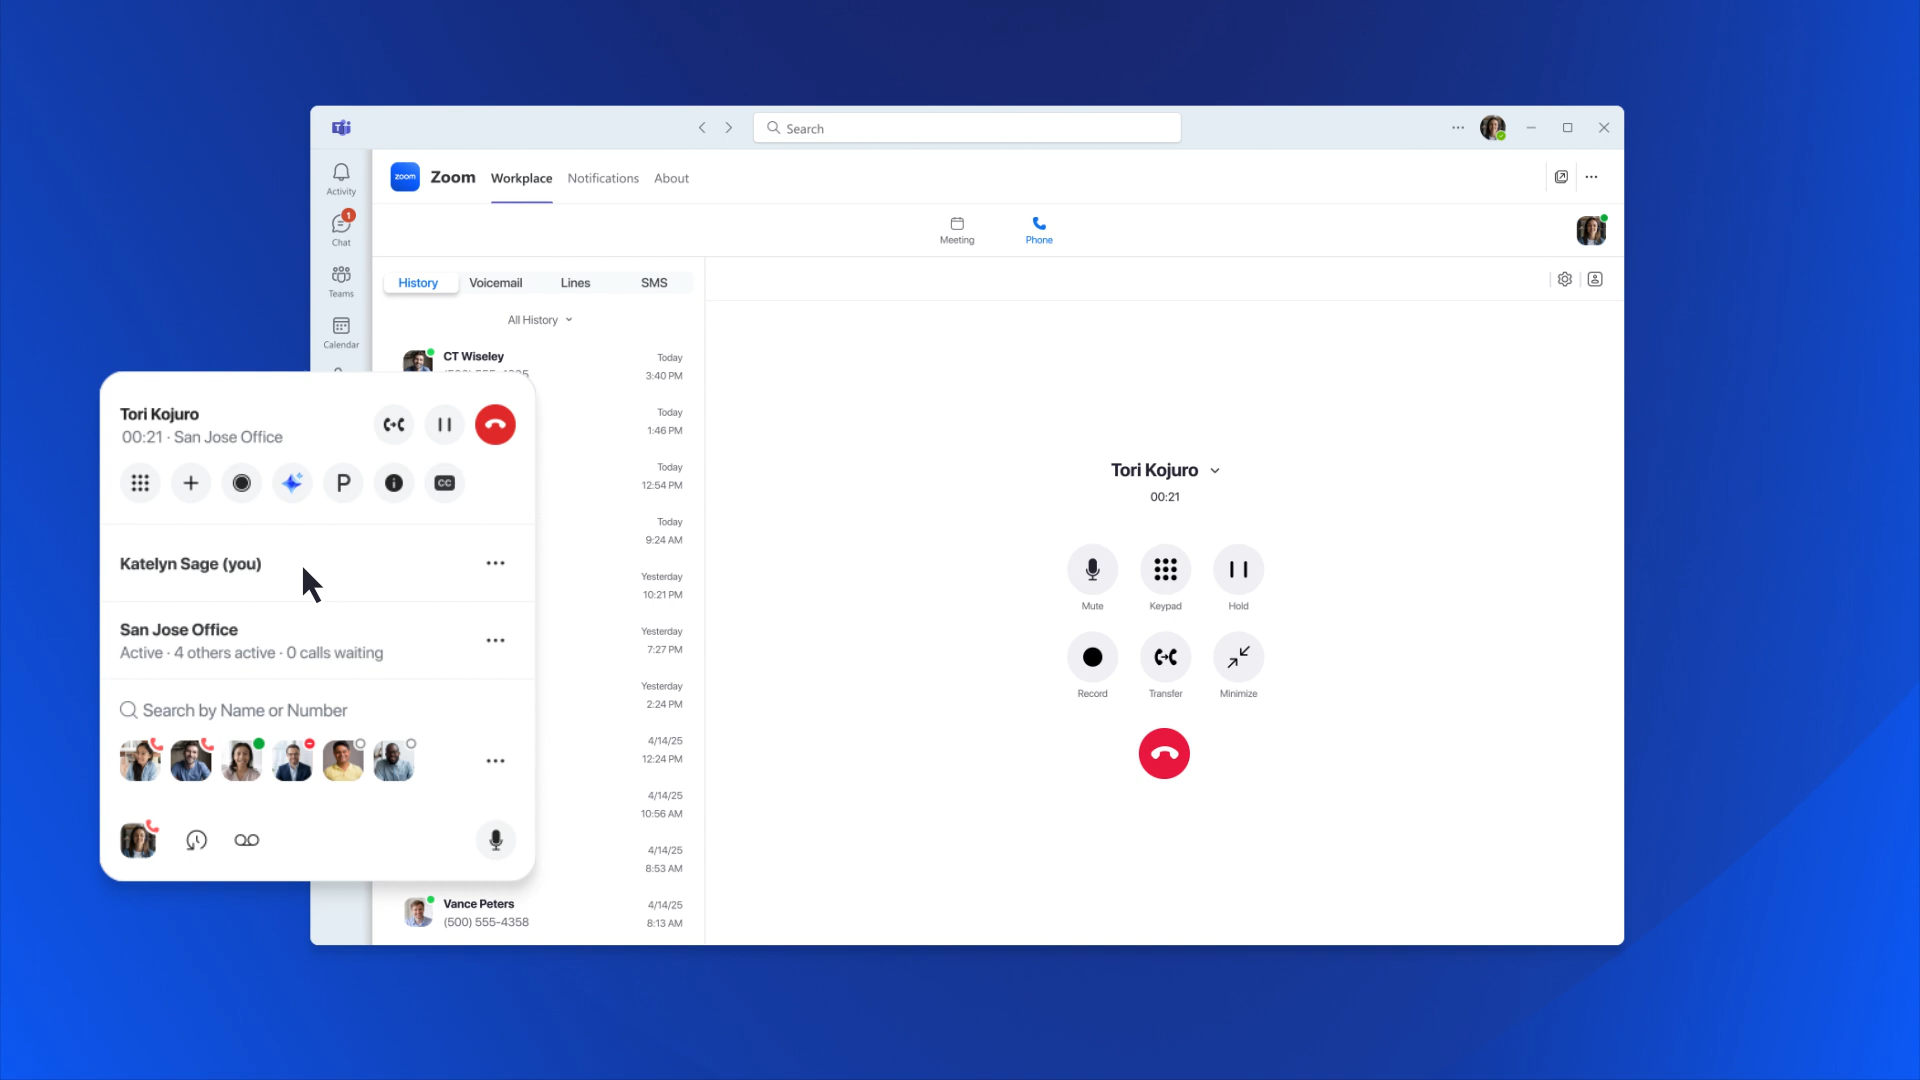 Search
Activity
1
Chat
Teams
Calendar
zoom
Zoom
Workplace
Notifications
About
Meeting
Phone
History
Voicemail
Lines
SMS
All History
CT Wiseley
Today
3:40 PM
Today
1:46 PM
Today
12:54 PM
Today
9:24 AM
Yesterday
10:21 PM
Yesterday
7:27 PM
Yesterday
2:24 PM
4/14/25
12:24 PM
4/14/25
10:56 AM
4/14/25
8:53 AM
Vance Peters
4/14/25
(500) 555-4358
8:13 AM
Tori Kojuro
00:21 · San Jose Office
P
CC
Katelyn Sage (you)
San Jose Office
Active · 4 others active · 0 calls waiting
Search by Name or Number
Tori Kojuro
00:21
Mute
Keypad
Hold
Record
Transfer
Minimize